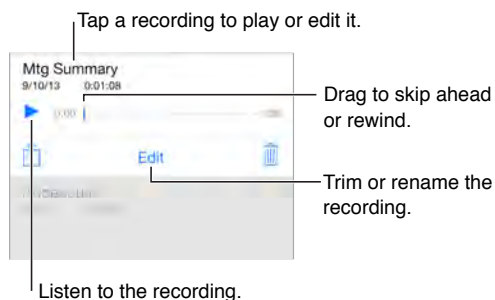 Tap a recording to play or edit it.
Mtg Summary
9/10/13 0:01:08
0:00
Drag to skip ahead
or rewind.
Edit
Trim or rename the
recording.
Listen to the recording.